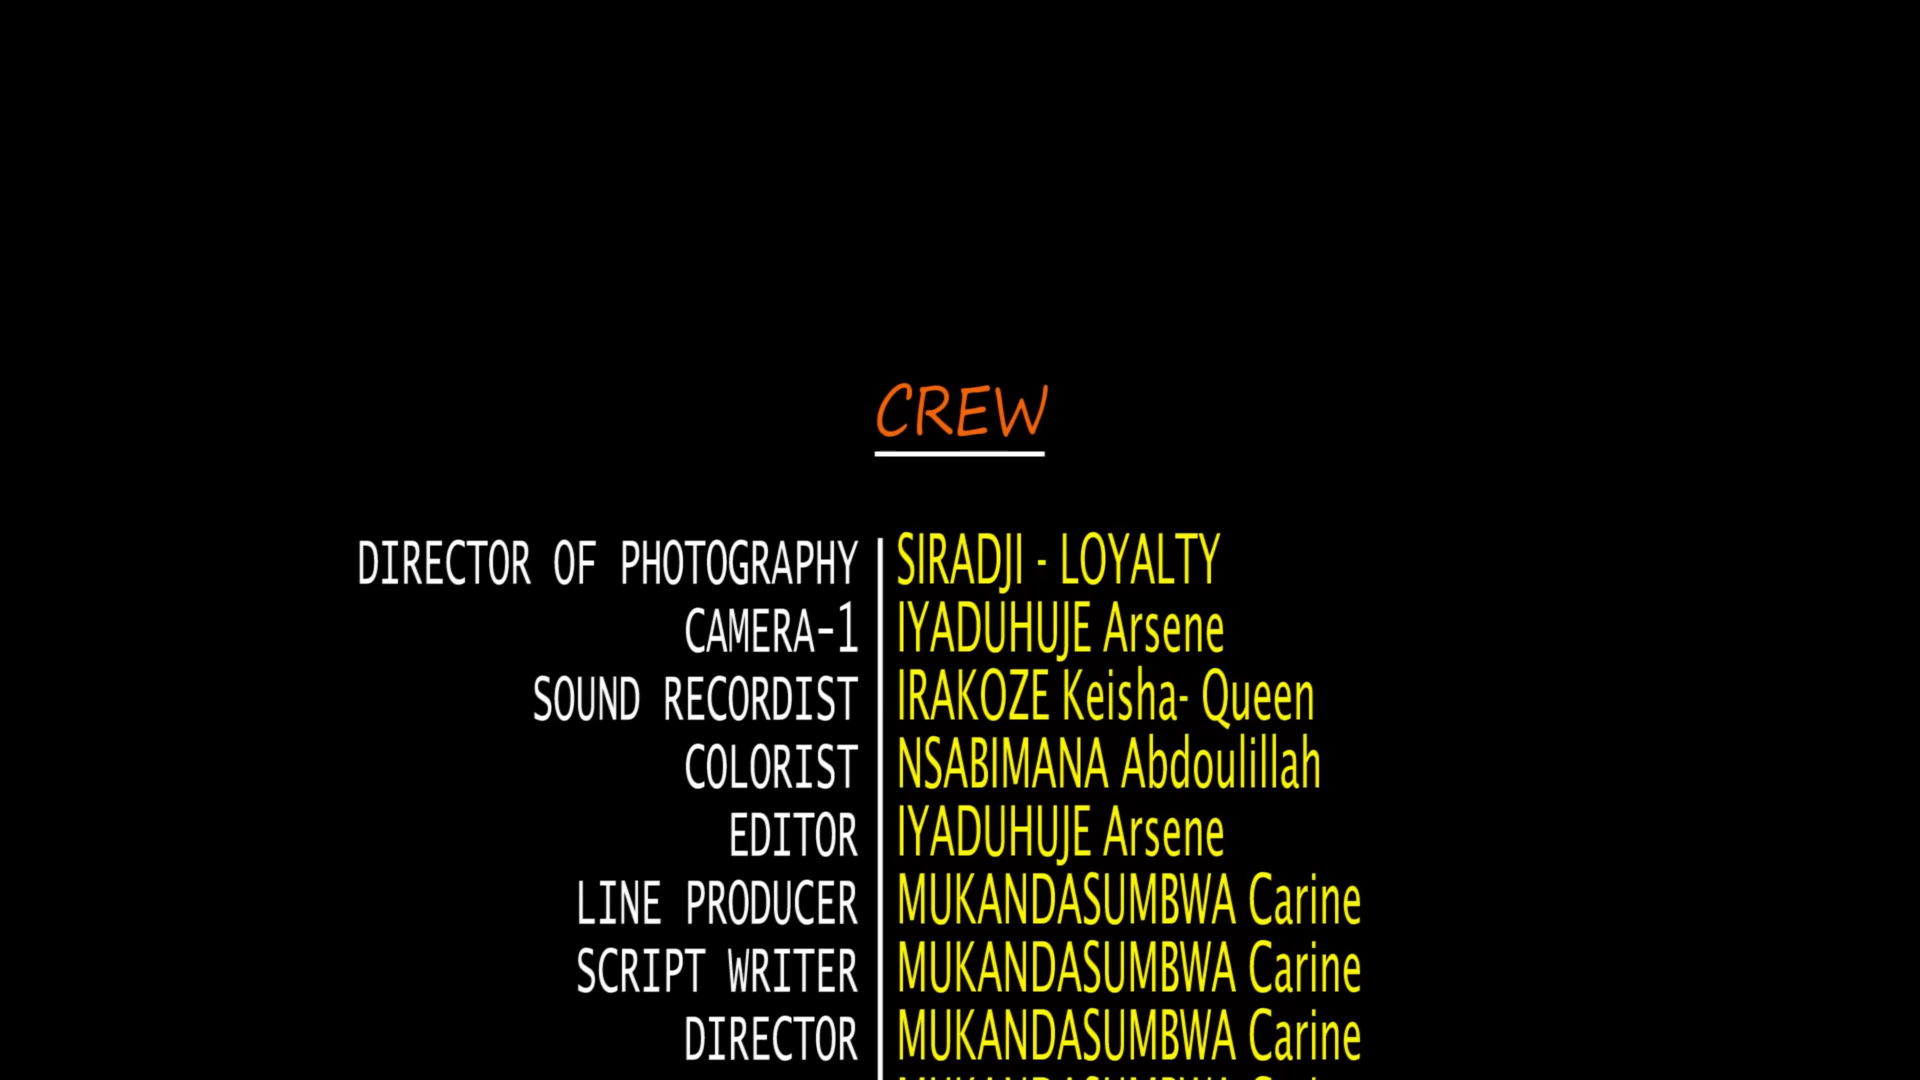 CREW
DIRECTOR OF PHOTOGRAPHY SIRADJI - LOYALTY
CAMERA-1 IYADUHUJE Arsene
SOUND RECORDIST IRAKOZE Keisha- Queen
COLORIST NSABIMANA Abdoulillah
EDITOR IYADUHUJE Arsene
LINE PRODUCER MUKANDASUMBWA Carine
SCRIPT WRITER MUKANDASUMBWA Carine
DIRECTOR MUKANDASUMBWA Carine